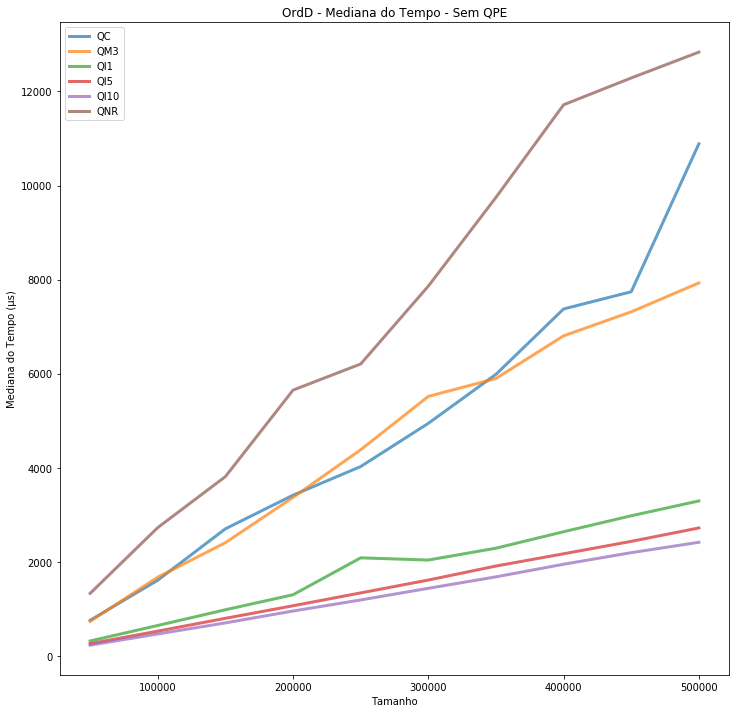 OrdD - Mediana do Tempo - Sem QPE
QC
QM3
QI1
QI5
QI10
QNR
12000
10000
8000
6000
4000
2000
0
Mediana do Tempo (µs)
100000
200000
300000
400000
500000
Tamanho